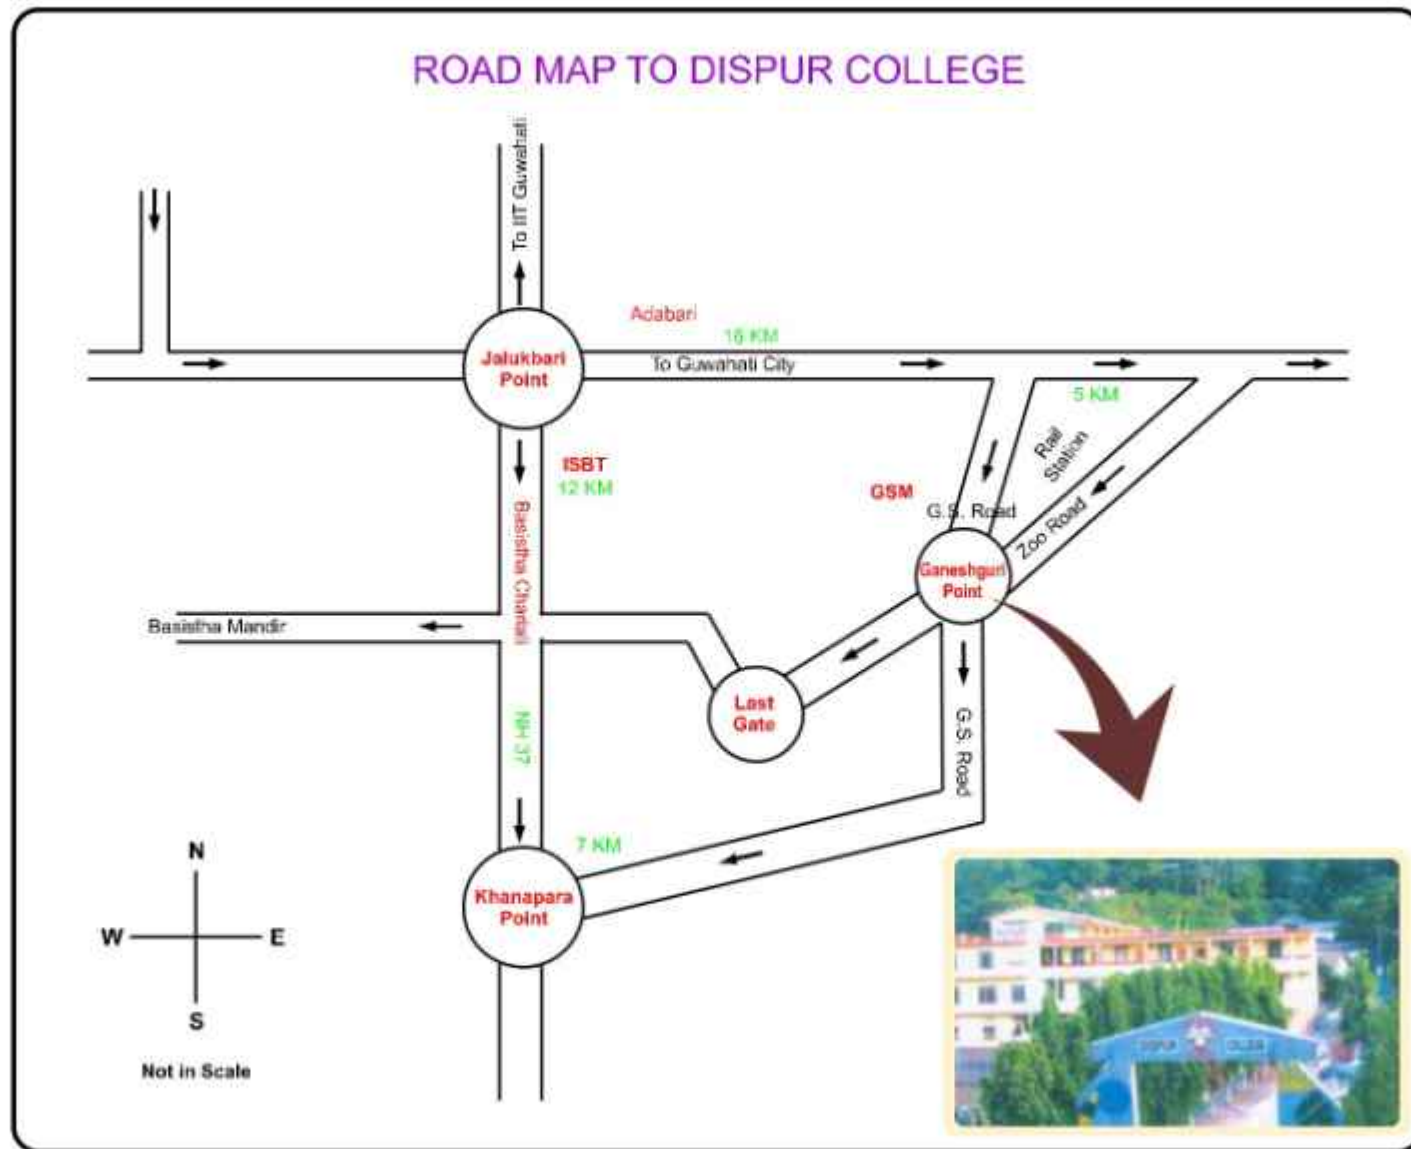 ROAD MAP TO DISPUR COLLEGE
To IIT Guwahati
Adabari
16 KM
Jalukbari
Point
To Guwahati City
5 KM
Rail
Station
ISBT
12 KM
GSM
G.S. Road
Zoo Road
Basistha Chariali
Ganeshguri
Point
Basistha Mandir
Last
Gate
NH 37
G.S. Road
7 KM
Khanapara
Point
N
W
E
S
Not in Scale
DISPUR COLLEGE